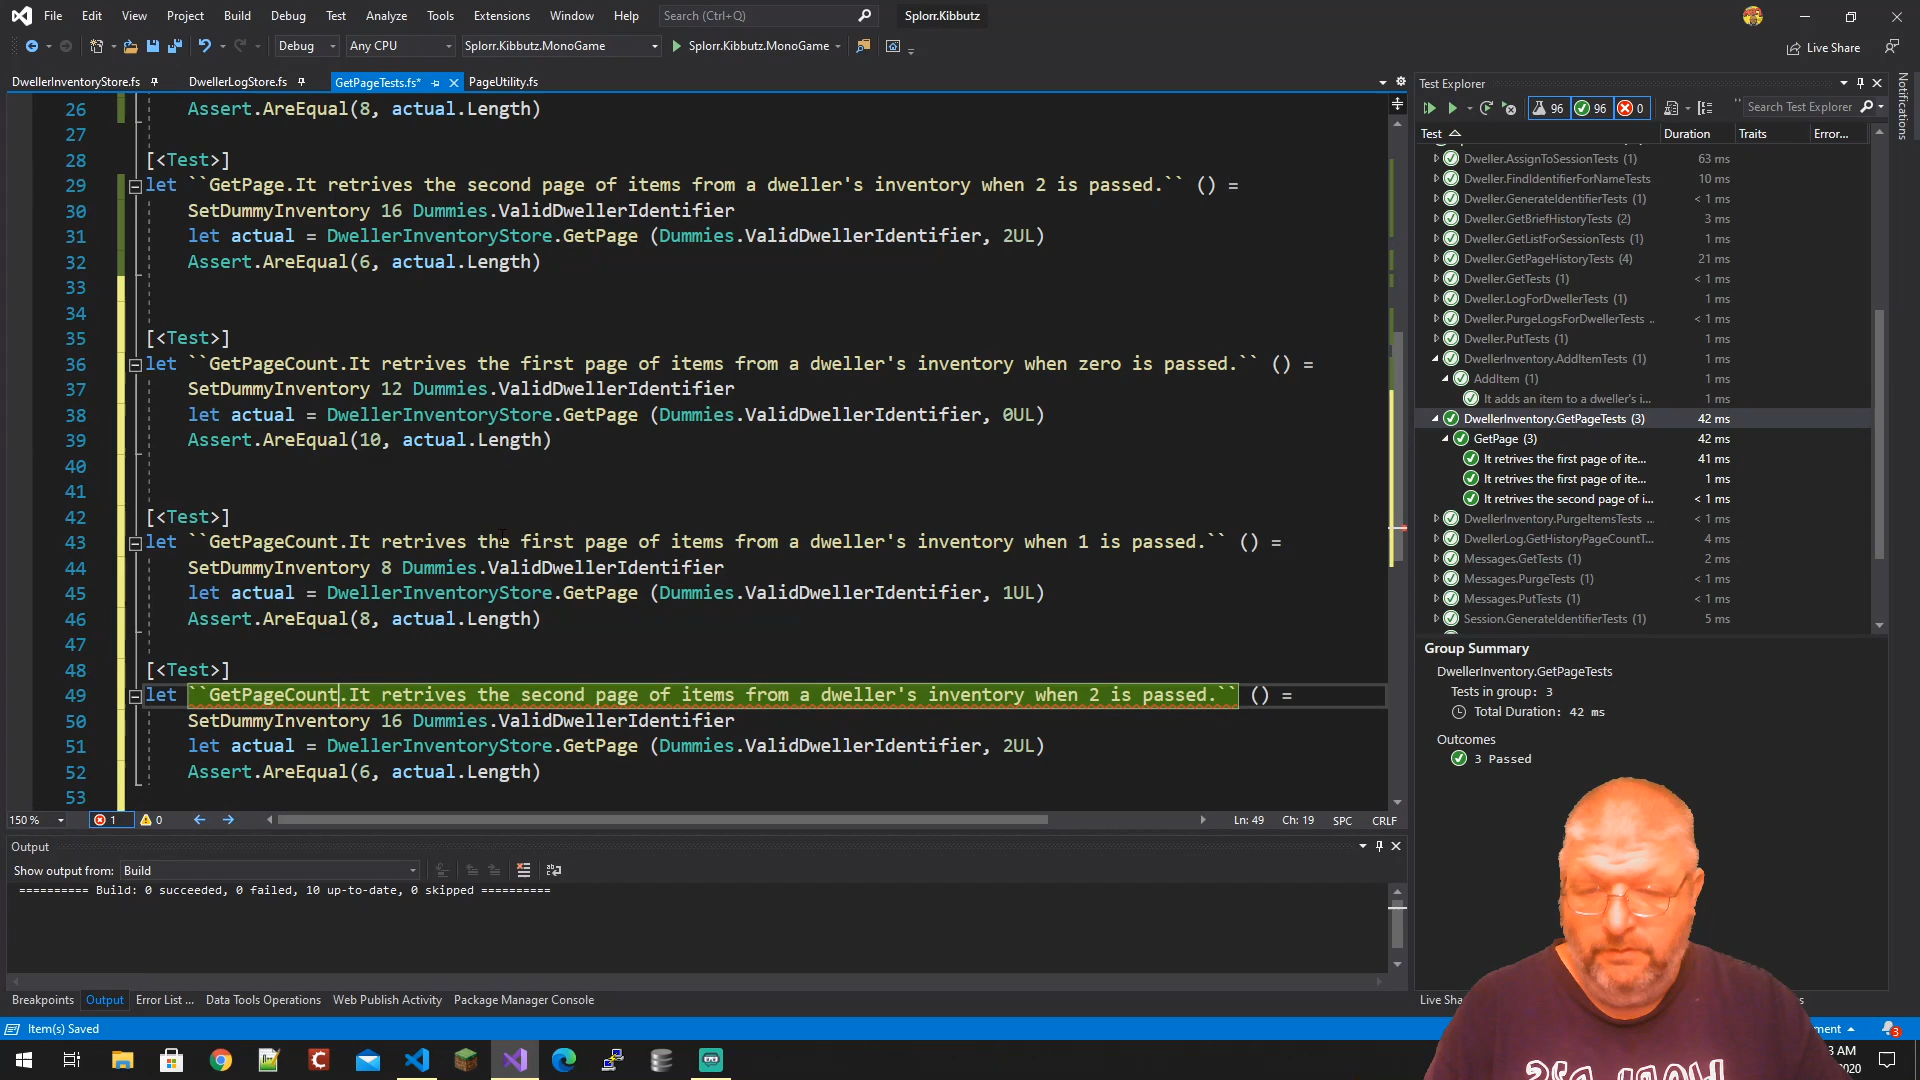 File Edit View Project Build Debug Test Analyze Tools Extensions Window Help Search (Ctrl+Q) Splorr.Kibbutz
Debug Any CPU Splorr.Kibbutz.MonoGame Splorr.Kibbutz.MonoGame Live Share
DwellerInventoryStore.fs DwellerLogStore.fs GetPageTests.fs* PageUtility.fs
26 Assert.AreEqual(8, actual.Length)
27
28 [<Test>]
29 let ``GetPage.It retrives the second page of items from a dweller's inventory when 2 is passed.`` () =
30 SetDummyInventory 16 Dummies.ValidDwellerIdentifier
31 let actual = DwellerInventoryStore.GetPage (Dummies.ValidDwellerIdentifier, 2UL)
32 Assert.AreEqual(6, actual.Length)
33
34
35 [<Test>]
36 let ``GetPageCount.It retrives the first page of items from a dweller's inventory when zero is passed.`` () =
37 SetDummyInventory 12 Dummies.ValidDwellerIdentifier
38 let actual = DwellerInventoryStore.GetPage (Dummies.ValidDwellerIdentifier, 0UL)
39 Assert.AreEqual(10, actual.Length)
40
41
42 [<Test>]
43 let ``GetPageCount.It retrives the first page of items from a dweller's inventory when 1 is passed.`` () =
44 SetDummyInventory 8 Dummies.ValidDwellerIdentifier
45 let actual = DwellerInventoryStore.GetPage (Dummies.ValidDwellerIdentifier, 1UL)
46 Assert.AreEqual(8, actual.Length)
47
48 [<Test>]
49 let ``GetPageCount.It retrives the second page of items from a dweller's inventory when 2 is passed.`` () =
50 SetDummyInventory 16 Dummies.ValidDwellerIdentifier
51 let actual = DwellerInventoryStore.GetPage (Dummies.ValidDwellerIdentifier, 2UL)
52 Assert.AreEqual(6, actual.Length)
53
150 % 1 0 Ln: 49 Ch: 19 SPC CRLF
Output
Show output from: Build
========== Build: 0 succeeded, 0 failed, 10 up-to-date, 0 skipped ==========
Breakpoints Output Error List ... Data Tools Operations Web Publish Activity Package Manager Console
Item(s) Saved
Test Explorer
96 96 0 Search Test Explorer
Test Duration Traits Error...
Dweller.AssignToSessionTests (1) 63 ms
Dweller.FindIdentifierForNameTests 10 ms
Dweller.GenerateIdentifierTests (1) < 1 ms
Dweller.GetBriefHistoryTests (2) 3 ms
Dweller.GetListForSessionTests (1) 1 ms
Dweller.GetPageHistoryTests (4) 21 ms
Dweller.GetTests (1) < 1 ms
Dweller.LogForDwellerTests (1) 1 ms
Dweller.PurgeLogsForDwellerTests .. < 1 ms
Dweller.PutTests (1) 1 ms
DwellerInventory.AddItemTests (1) 1 ms
AddItem (1) 1 ms
It adds an item to a dweller's i... 1 ms
DwellerInventory.GetPageTests (3) 42 ms
GetPage (3) 42 ms
It retrives the first page of ite... 41 ms
It retrives the first page of ite... 1 ms
It retrives the second page of i... < 1 ms
DwellerInventory.PurgeItemsTests ... < 1 ms
DwellerLog.GetHistoryPageCountT... 4 ms
Messages.GetTests (1) 2 ms
Messages.PurgeTests (1) < 1 ms
Messages.PutTests (1) < 1 ms
Session.GenerateIdentifierTests (1) 5 ms
Group Summary
DwellerInventory.GetPageTests
Tests in group: 3
Total Duration: 42 ms
Outcomes
3 Passed
Live Sha
Notifications
3